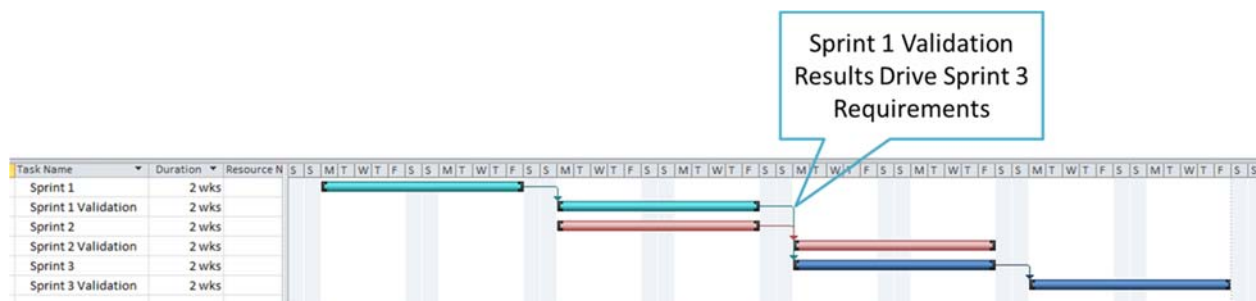 Sprint 1 Validation
Results Drive Sprint 3
Requirements
Task Name Duration Resource N S S M T W T F S S M T W T F S S M T W T F S S M T W T F S S M T W T F S S M T W T F S S M T W T F S S M T W T F S S
Sprint 1 2 wks
Sprint 1 Validation 2 wks
Sprint 2 2 wks
Sprint 2 Validation 2 wks
Sprint 3 2 wks
Sprint 3 Validation 2 wks